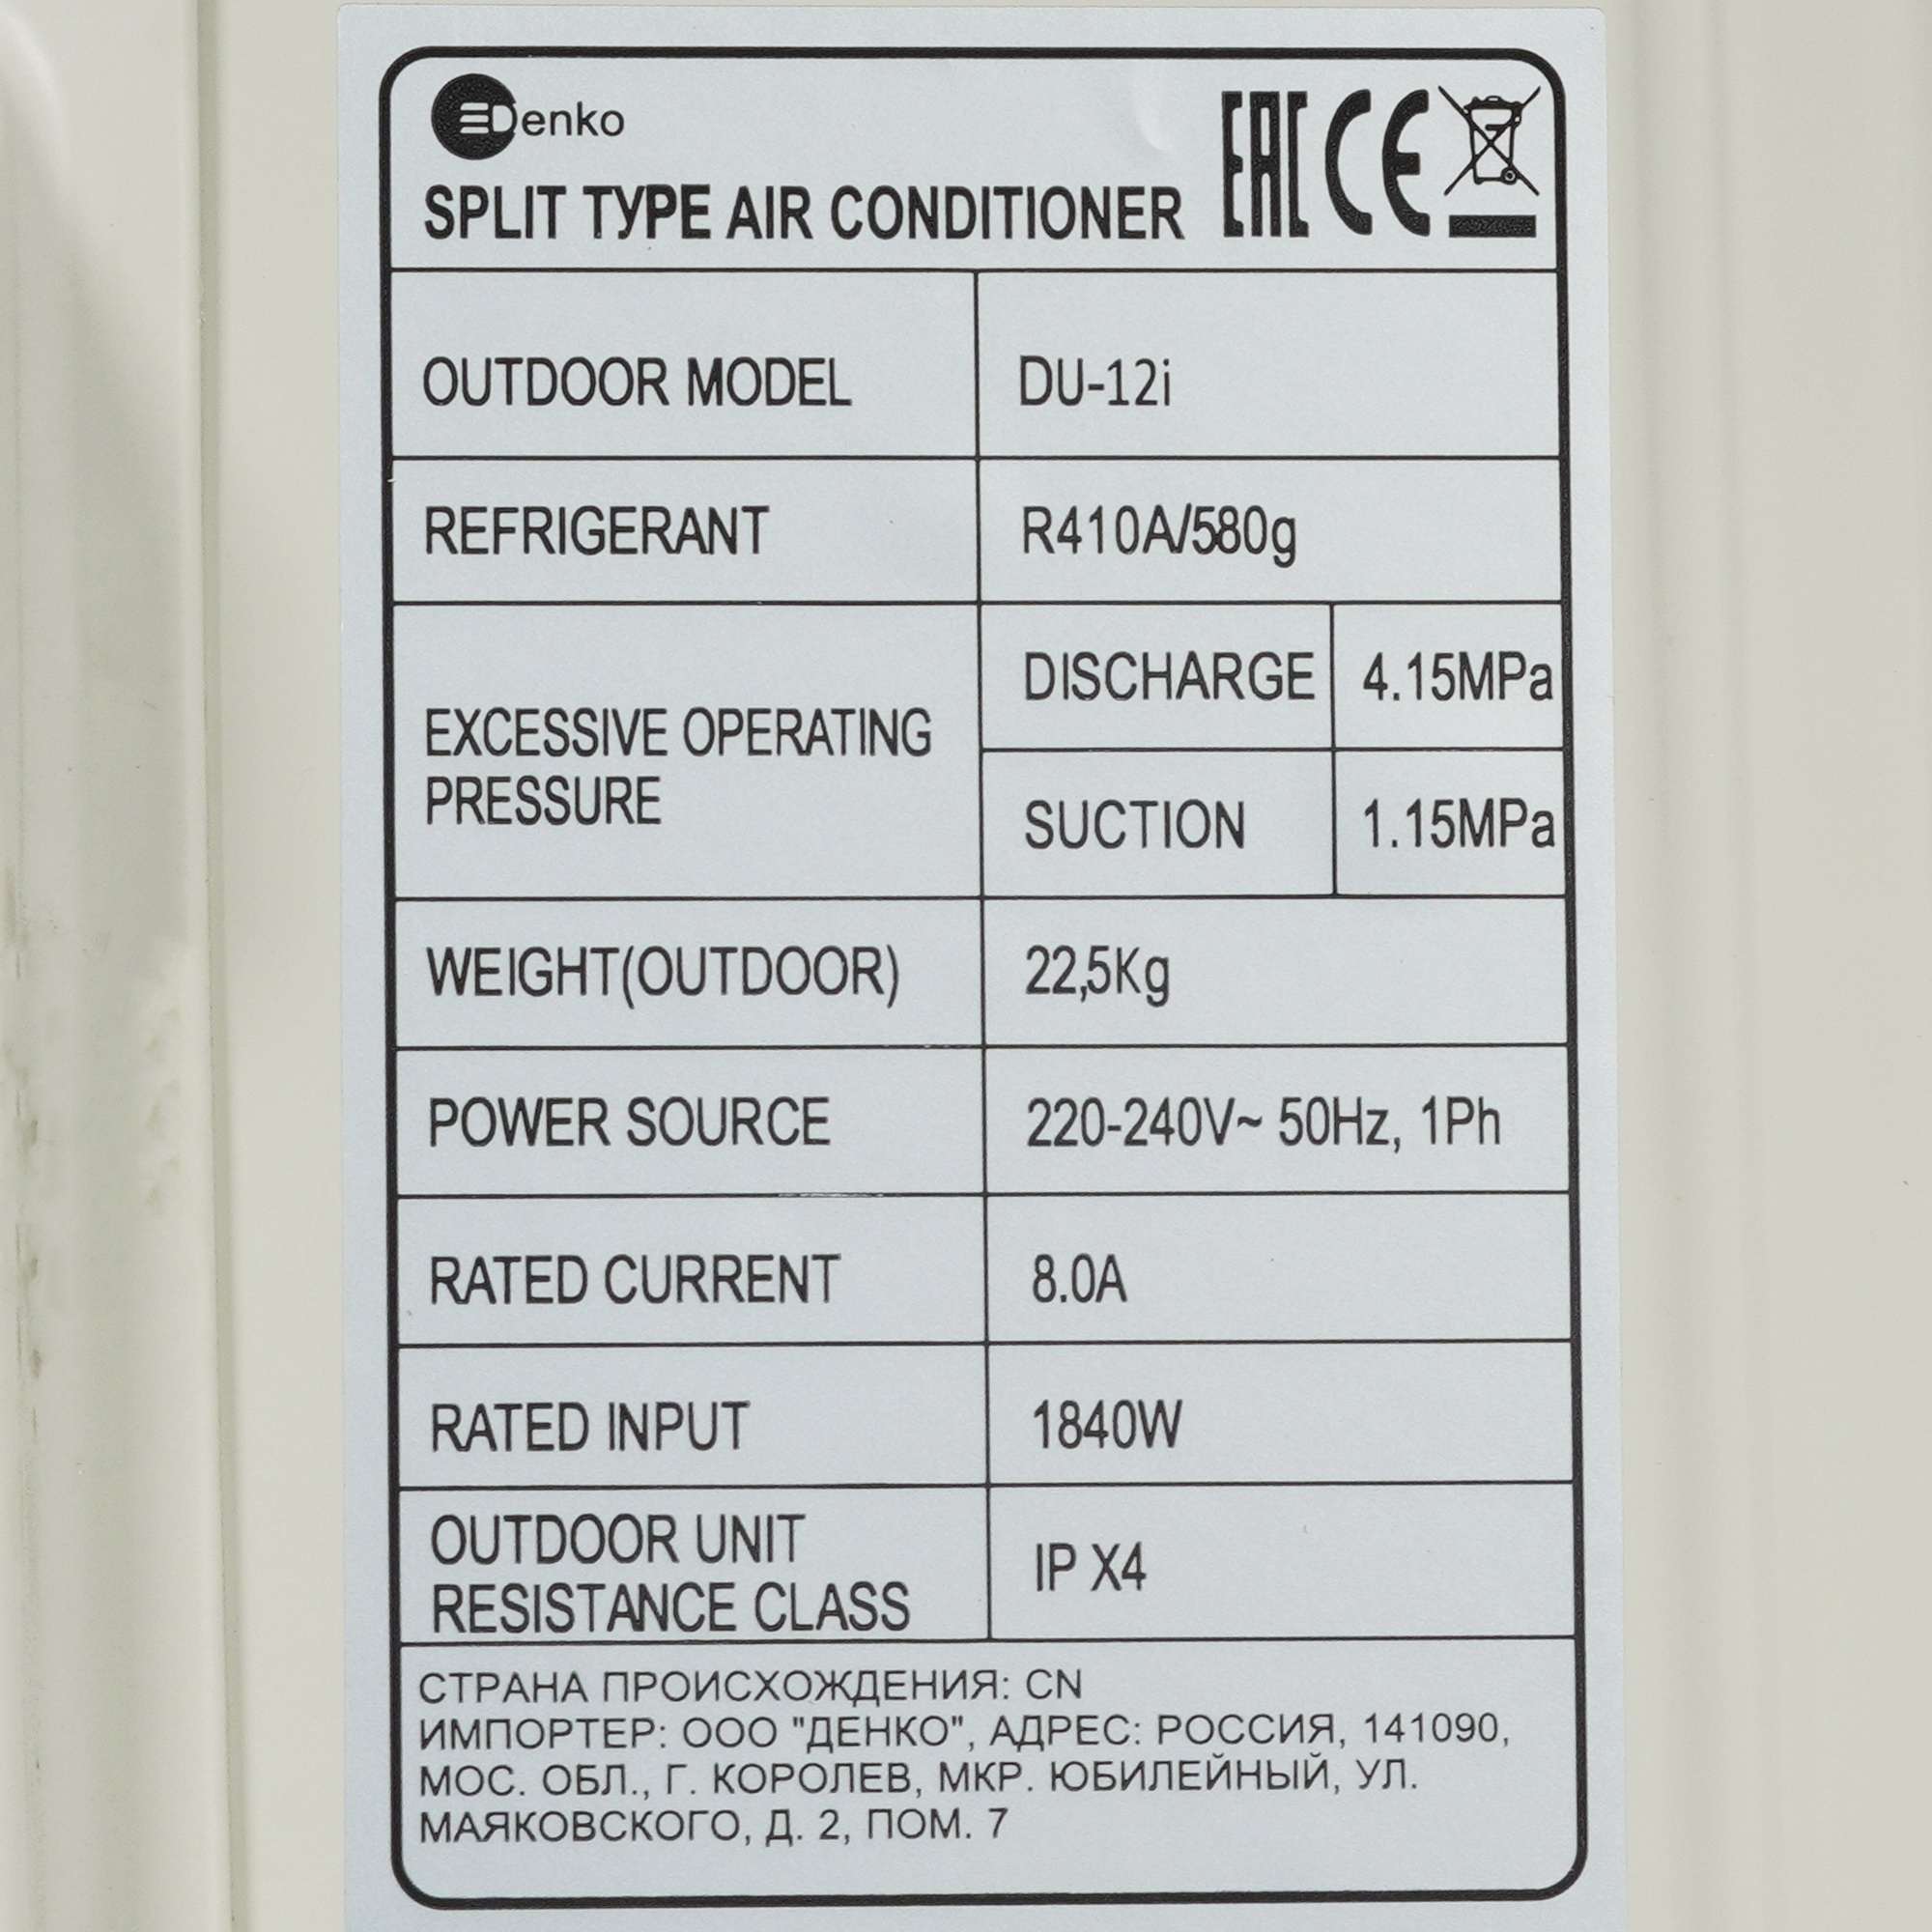 Denko
SPLIT TYPE AIR CONDITIONER
EAC CE
OUTDOOR MODEL DU-12i
REFRIGERANT R410A/580g
EXCESSIVE OPERATING
PRESSURE
DISCHARGE 4.15MPa
SUCTION 1.15MPa
WEIGHT(OUTDOOR) 22,5Kg
POWER SOURCE 220-240V~ 50Hz, 1Ph
RATED CURRENT 8.0A
RATED INPUT 1840W
OUTDOOR UNIT
RESISTANCE CLASS
IP X4
СТРАНА ПРОИСХОЖДЕНИЯ: CN
ИМПОРТЕР: ООО "ДЕНКО", АДРЕС: РОССИЯ, 141090,
МОС. ОБЛ., Г. КОРОЛЕВ, МКР. ЮБИЛЕЙНЫЙ, УЛ.
МАЯКОВСКОГО, Д. 2, ПОМ. 7